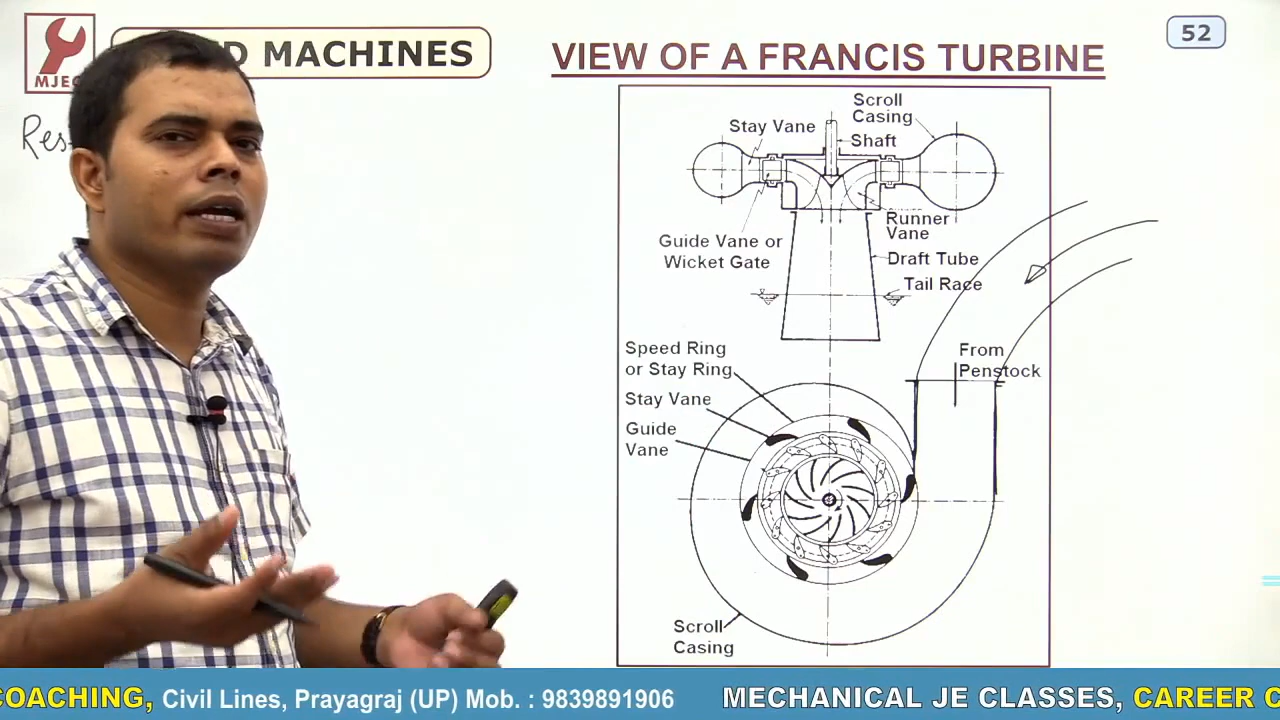 MJEC
D MACHINES
VIEW OF A FRANCIS TURBINE
52
Res
Scroll
Casing
Stay Vane
Shaft
Runner
Vane
Guide Vane or
Wicket Gate
Draft Tube
Tail Race
Speed Ring
or Stay Ring
From
Penstock
Stay Vane
Guide
Vane
Scroll
Casing
COACHING, Civil Lines, Prayagraj (UP) Mob. : 9839891906 MECHANICAL JE CLASSES, CAREER C